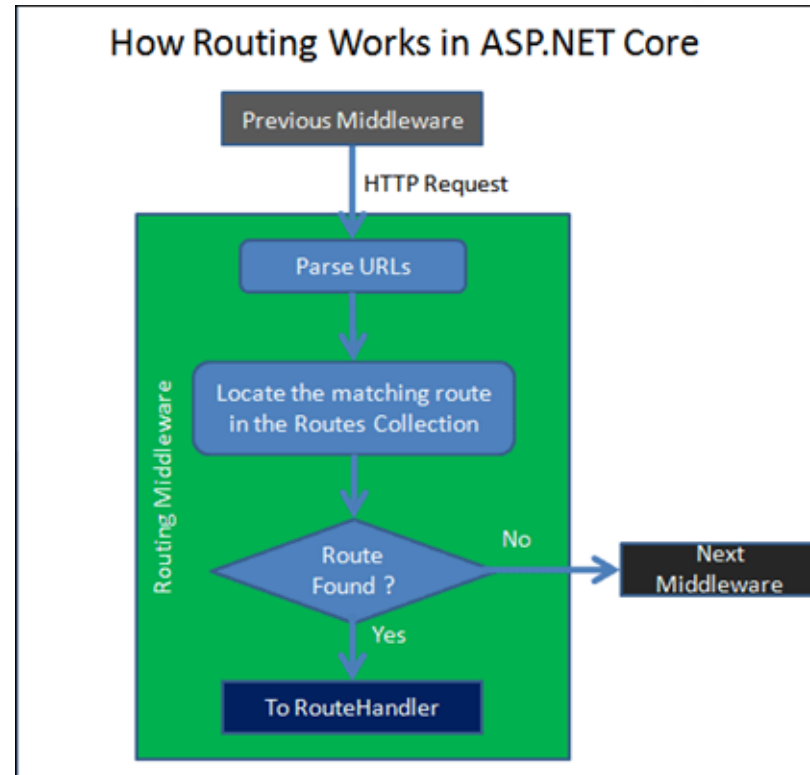 How Routing Works in ASP.NET Core
Previous Middleware
HTTP Request
Parse URLs
Locate the matching route
in the Routes Collection
Routing Middleware
Route
Found ?
No
Next
Middleware
Yes
To RouteHandler